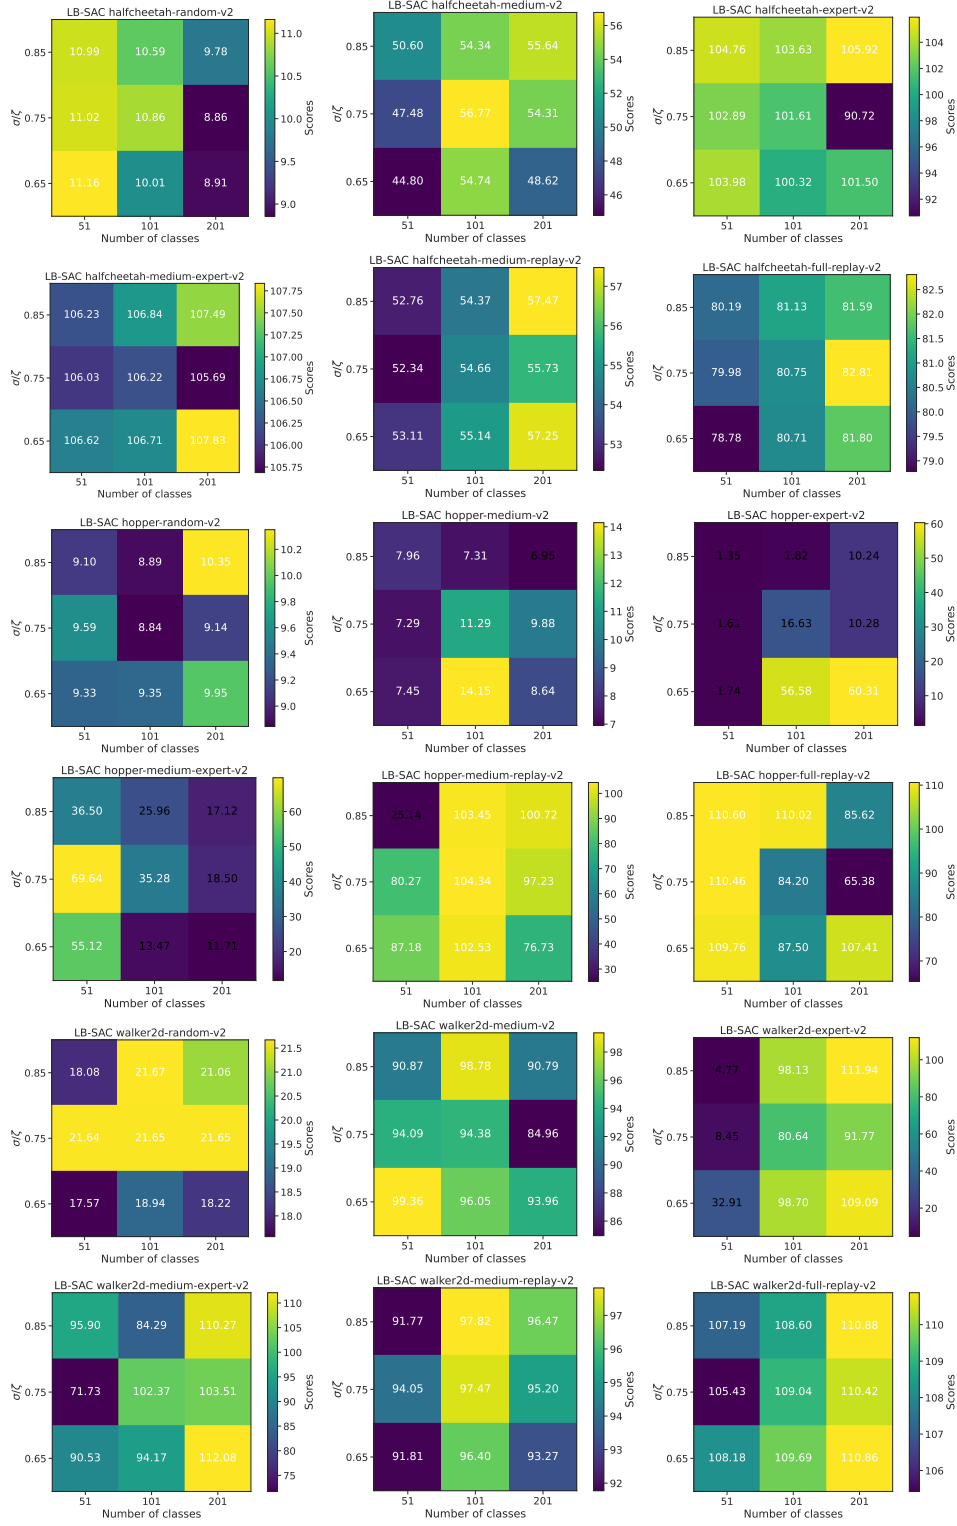 LB-SAC halfcheetah-random-v2
0.85 10.99 10.59 9.78
0.75 11.02 10.86 8.86
0.65 11.16 10.01 8.91
σ/ζ
51 101 201
Number of classes
11.0
10.5
10.0
9.5
9.0
Scores
LB-SAC halfcheetah-medium-v2
0.85 50.60 54.34 55.64
0.75 47.48 56.77 54.31
0.65 44.80 54.74 48.62
σ/ζ
51 101 201
Number of classes
56
54
52
50
48
46
Scores
LB-SAC halfcheetah-expert-v2
0.85 104.76 103.63 105.92
0.75 102.89 101.61 90.72
0.65 103.98 100.32 101.50
σ/ζ
51 101 201
Number of classes
104
102
100
98
96
94
92
Scores
LB-SAC halfcheetah-medium-expert-v2
0.85 106.23 106.84 107.49
0.75 106.03 106.22 105.69
0.65 106.62 106.71 107.83
σ/ζ
51 101 201
Number of classes
107.75
107.50
107.25
107.00
106.75
106.50
106.25
106.00
105.75
Scores
LB-SAC halfcheetah-medium-replay-v2
0.85 52.76 54.37 57.47
0.75 52.34 54.66 55.73
0.65 53.11 55.14 57.25
σ/ζ
51 101 201
Number of classes
57
56
55
54
53
Scores
LB-SAC halfcheetah-full-replay-v2
0.85 80.19 81.13 81.59
0.75 79.98 80.75 82.81
0.65 78.78 80.71 81.80
σ/ζ
51 101 201
Number of classes
82.5
82.0
81.5
81.0
80.5
80.0
79.5
79.0
Scores
LB-SAC hopper-random-v2
0.85 9.10 8.89 10.35
0.75 9.59 8.84 9.14
0.65 9.33 9.35 9.95
σ/ζ
51 101 201
Number of classes
10.2
10.0
9.8
9.6
9.4
9.2
9.0
Scores
LB-SAC hopper-medium-v2
0.85 7.96 7.31 6.95
0.75 7.29 11.29 9.88
0.65 7.45 14.15 8.64
σ/ζ
51 101 201
Number of classes
14
13
12
11
10
9
8
7
Scores
LB-SAC hopper-expert-v2
0.85 1.35 1.82 10.24
0.75 1.61 16.63 10.28
0.65 1.74 56.58 60.31
σ/ζ
51 101 201
Number of classes
60
50
40
30
20
10
Scores
LB-SAC hopper-medium-expert-v2
0.85 36.50 25.96 17.12
0.75 69.64 35.28 18.50
0.65 55.12 13.47 11.71
σ/ζ
51 101 201
Number of classes
60
50
40
30
20
Scores
LB-SAC hopper-medium-replay-v2
0.85 25.14 103.45 100.72
0.75 80.27 104.34 97.23
0.65 87.18 102.53 76.73
σ/ζ
51 101 201
Number of classes
100
90
80
70
60
50
40
30
Scores
LB-SAC hopper-full-replay-v2
0.85 110.60 110.02 85.62
0.75 110.46 84.20 65.38
0.65 109.76 87.50 107.41
σ/ζ
51 101 201
Number of classes
110
100
90
80
70
Scores
LB-SAC walker2d-random-v2
0.85 18.08 21.67 21.06
0.75 21.64 21.65 21.65
0.65 17.57 18.94 18.22
σ/ζ
51 101 201
Number of classes
21.5
21.0
20.5
20.0
19.5
19.0
18.5
18.0
Scores
LB-SAC walker2d-medium-v2
0.85 90.87 98.78 90.79
0.75 94.09 94.38 84.96
0.65 99.36 96.05 93.96
σ/ζ
51 101 201
Number of classes
98
96
94
92
90
88
86
Scores
LB-SAC walker2d-expert-v2
0.85 4.77 98.13 111.94
0.75 8.45 80.64 91.77
0.65 32.91 98.70 109.09
σ/ζ
51 101 201
Number of classes
100
80
60
40
20
Scores
LB-SAC walker2d-medium-expert-v2
0.85 95.90 84.29 110.27
0.75 71.73 102.37 103.51
0.65 90.53 94.17 112.08
σ/ζ
51 101 201
Number of classes
110
105
100
95
90
85
80
75
Scores
LB-SAC walker2d-medium-replay-v2
0.85 91.77 97.82 96.47
0.75 94.05 97.47 95.20
0.65 91.81 96.40 93.27
σ/ζ
51 101 201
Number of classes
97
96
95
94
93
92
Scores
LB-SAC walker2d-full-replay-v2
0.85 107.19 108.60 110.88
0.75 105.43 109.04 110.42
0.65 108.18 109.69 110.86
σ/ζ
51 101 201
Number of classes
110
109
108
107
106
Scores